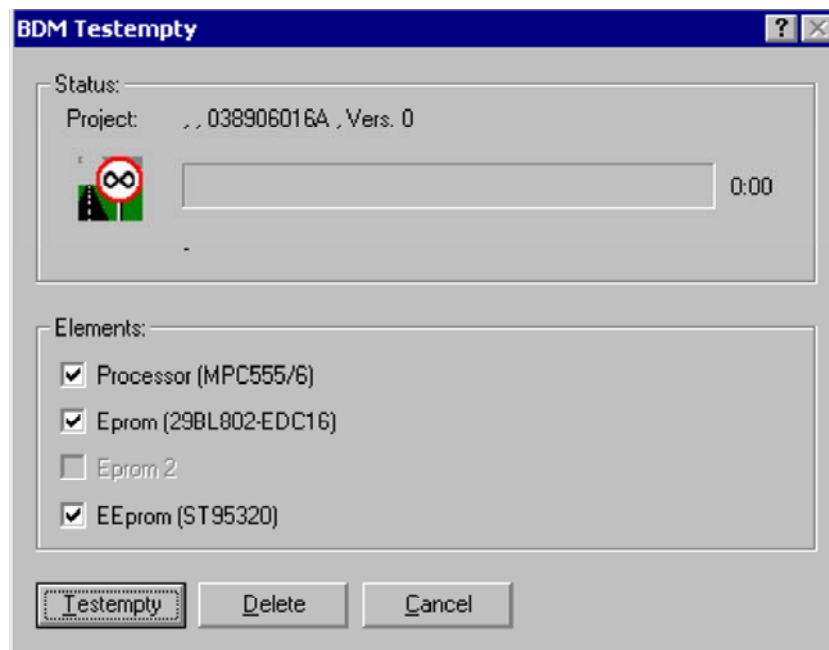 BDM Testempty
Status:
Project: , , 038906016A , Vers. 0
0:00
-
Elements:
Processor (MPC555/6)
Eprom (29BL802-EDC16)
Eprom 2
EEprom (ST95320)
Testempty Delete Cancel